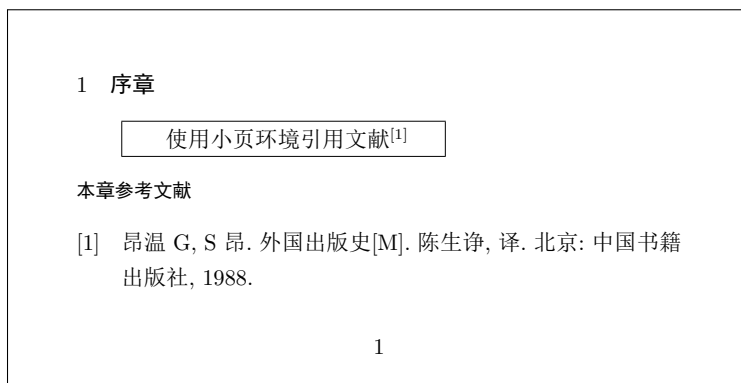 1 序章
使用小页环境引用文献[1]
本章参考文献
[1] 昂温 G, S 昂. 外国出版史[M]. 陈生诤, 译. 北京: 中国书籍
出版社, 1988.
1